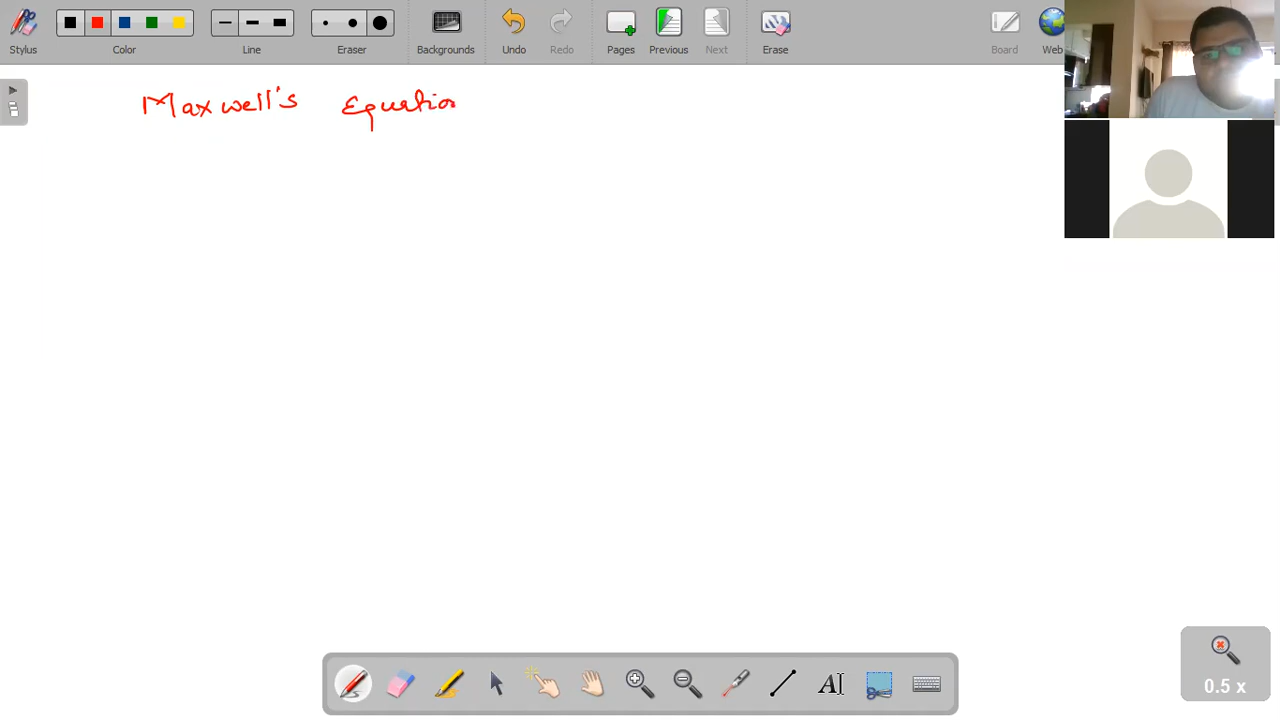 Stylus Color Line Eraser Backgrounds Undo Redo Pages Previous Next Erase Board Web
Maxwell's Equatio
0.5 x